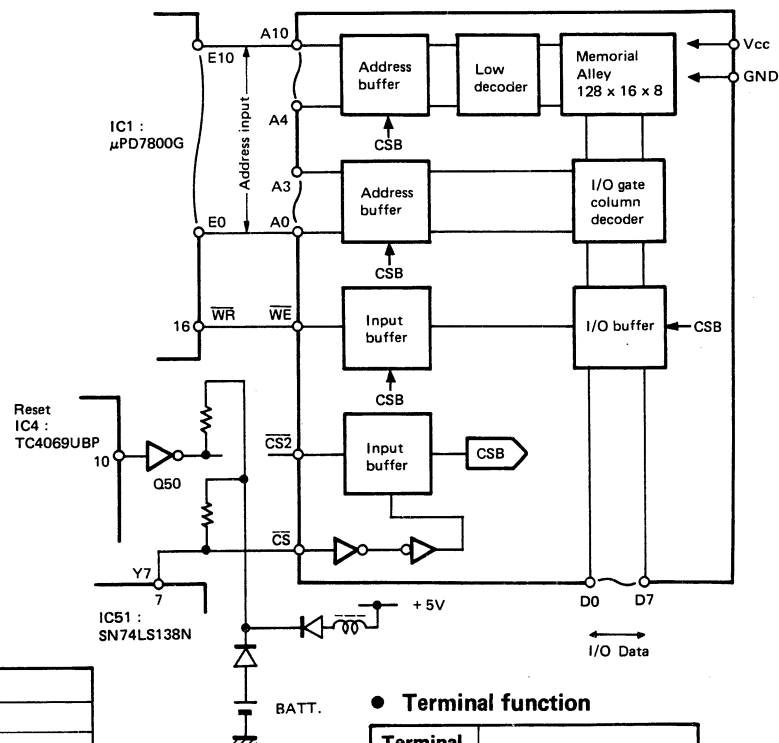 A10
E10
Address input
IC1 :
μPD7800G
A4
Address
buffer
CSB
Low
decoder
Memorial
Alley
128 x 16 x 8
Vcc
GND
A3
E0
A0
Address
buffer
CSB
I/O gate
column
decoder
16
WR
WE
Input
buffer
CSB
I/O buffer
CSB
Reset
IC4 :
TC4069UBP
10
Q50
CS2
Input
buffer
CSB
CS
Y7
7
IC51 :
SN74LS138N
+ 5V
D0
D7
I/O Data
BATT.
● Terminal function
Terminal